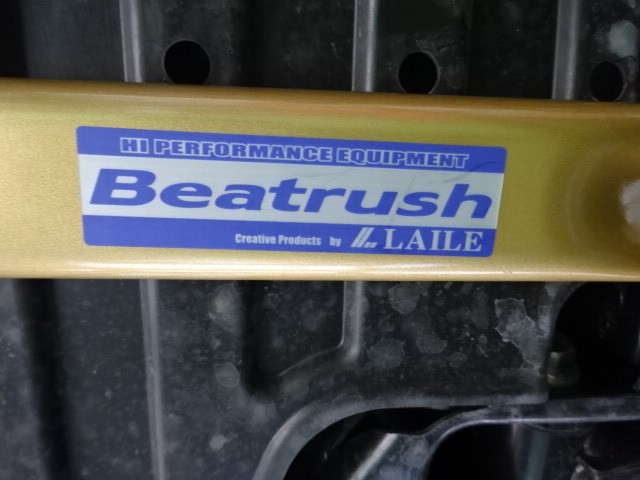 HI PERFORMANCE EQUIPMENT
Beatrush
Creative Products by LAILE